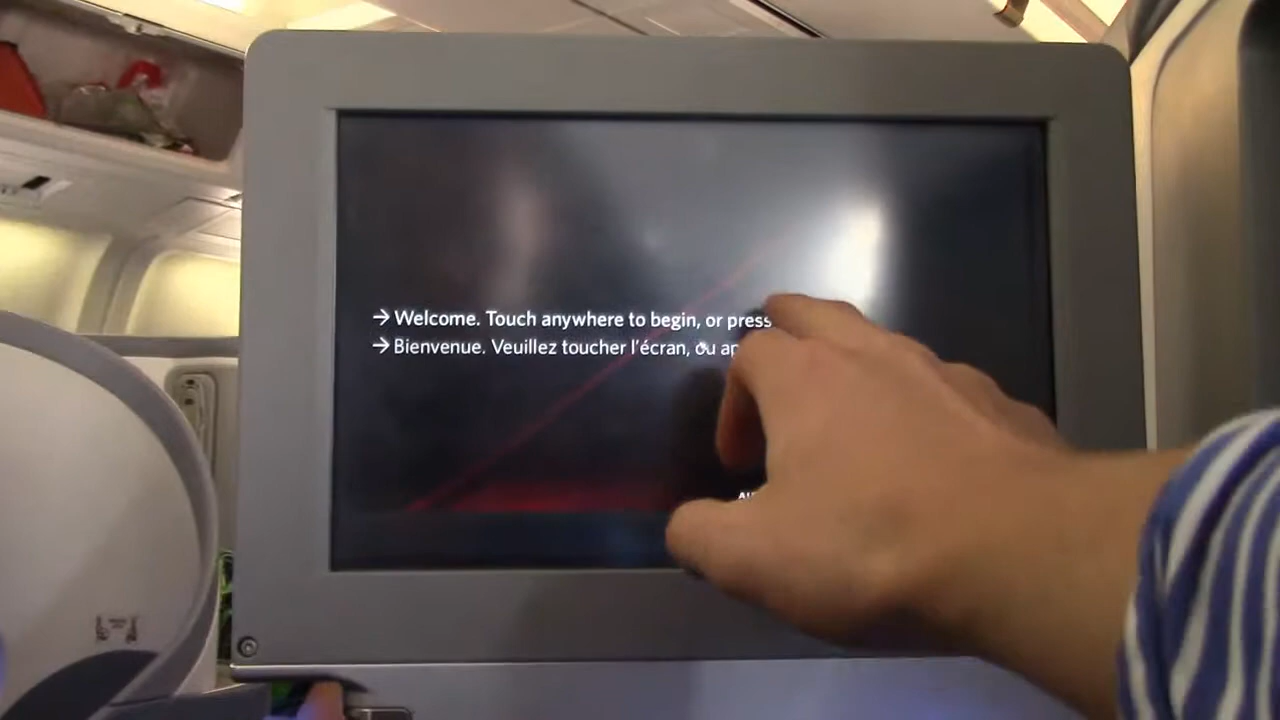 → Welcome. Touch anywhere to begin, or press
→ Bienvenue. Veuillez toucher l'écran, ou ap